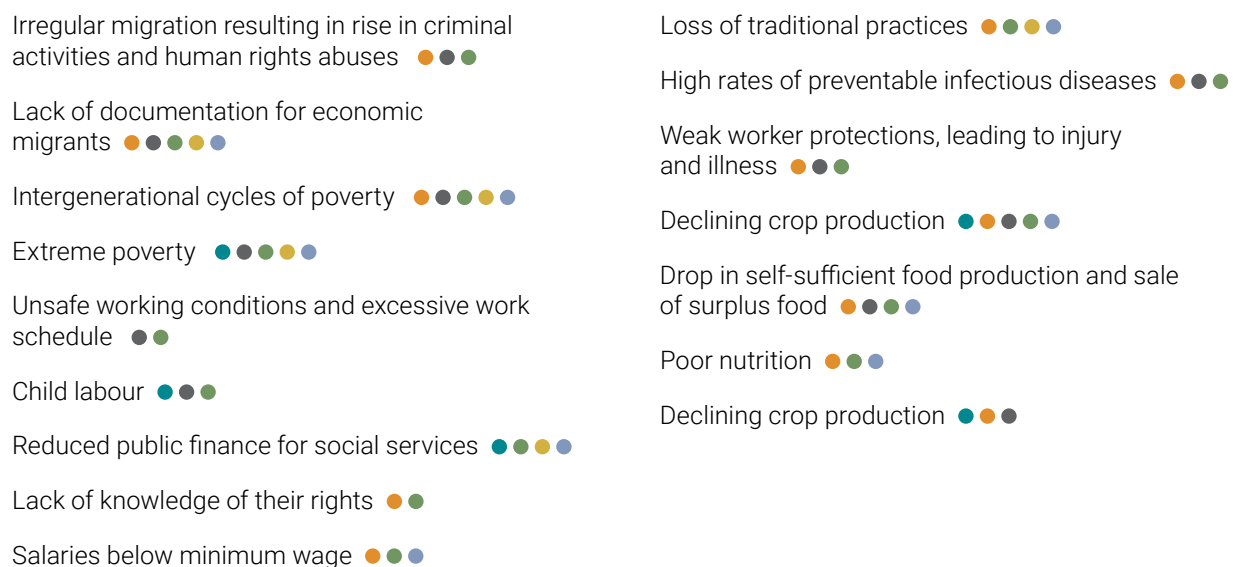 Irregular migration resulting in rise in criminal
activities and human rights abuses
Lack of documentation for economic
migrants
Intergenerational cycles of poverty
Extreme poverty
Unsafe working conditions and excessive work
schedule
Child labour
Reduced public finance for social services
Lack of knowledge of their rights
Salaries below minimum wage
Loss of traditional practices
High rates of preventable infectious diseases
Weak worker protections, leading to injury
and illness
Declining crop production
Drop in self-sufficient food production and sale
of surplus food
Poor nutrition
Declining crop production